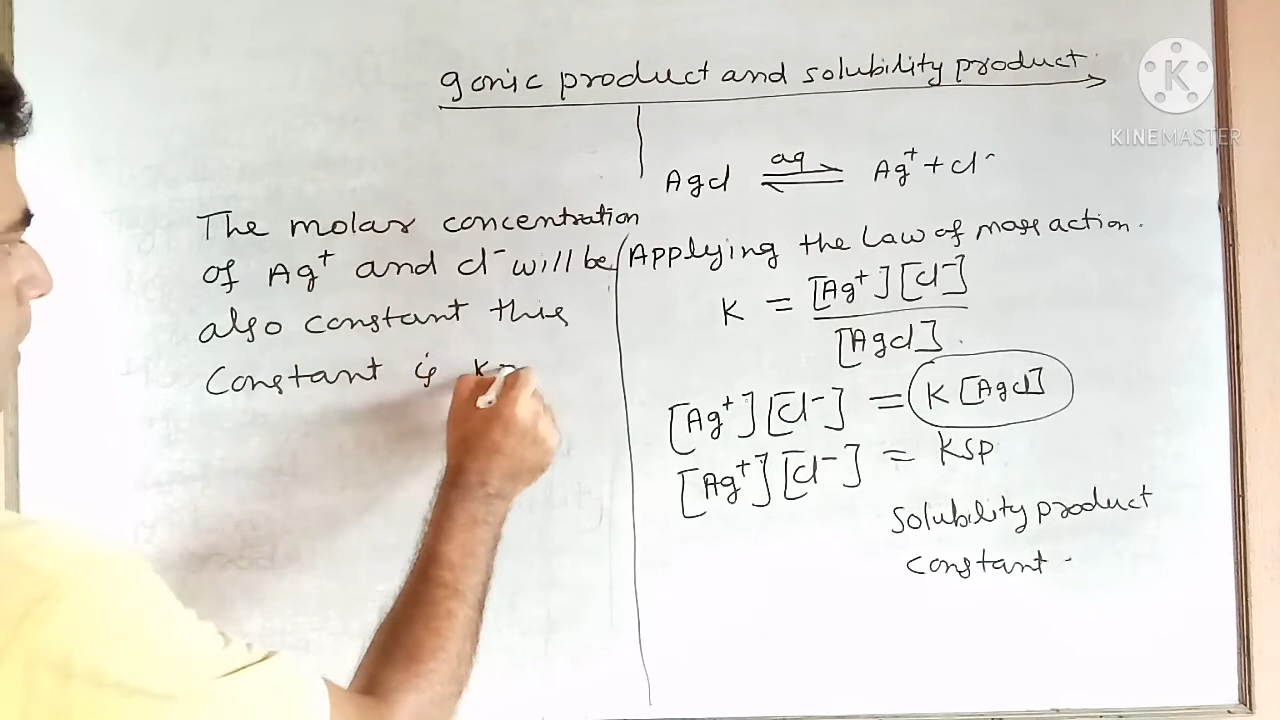 Ionic product and solubility product
KINEMASTER
The molar concentration
of Ag⁺ and Cl⁻ will be
also constant this
Constant is
AgCl ⇌ Ag⁺ + Cl⁻
aq
Applying the Law of mass action.
K = [Ag⁺][Cl⁻]
[AgCl].
[Ag⁺][Cl⁻] = K[AgCl]
[Ag⁺][Cl⁻] = KSP
Solubility product
constant.